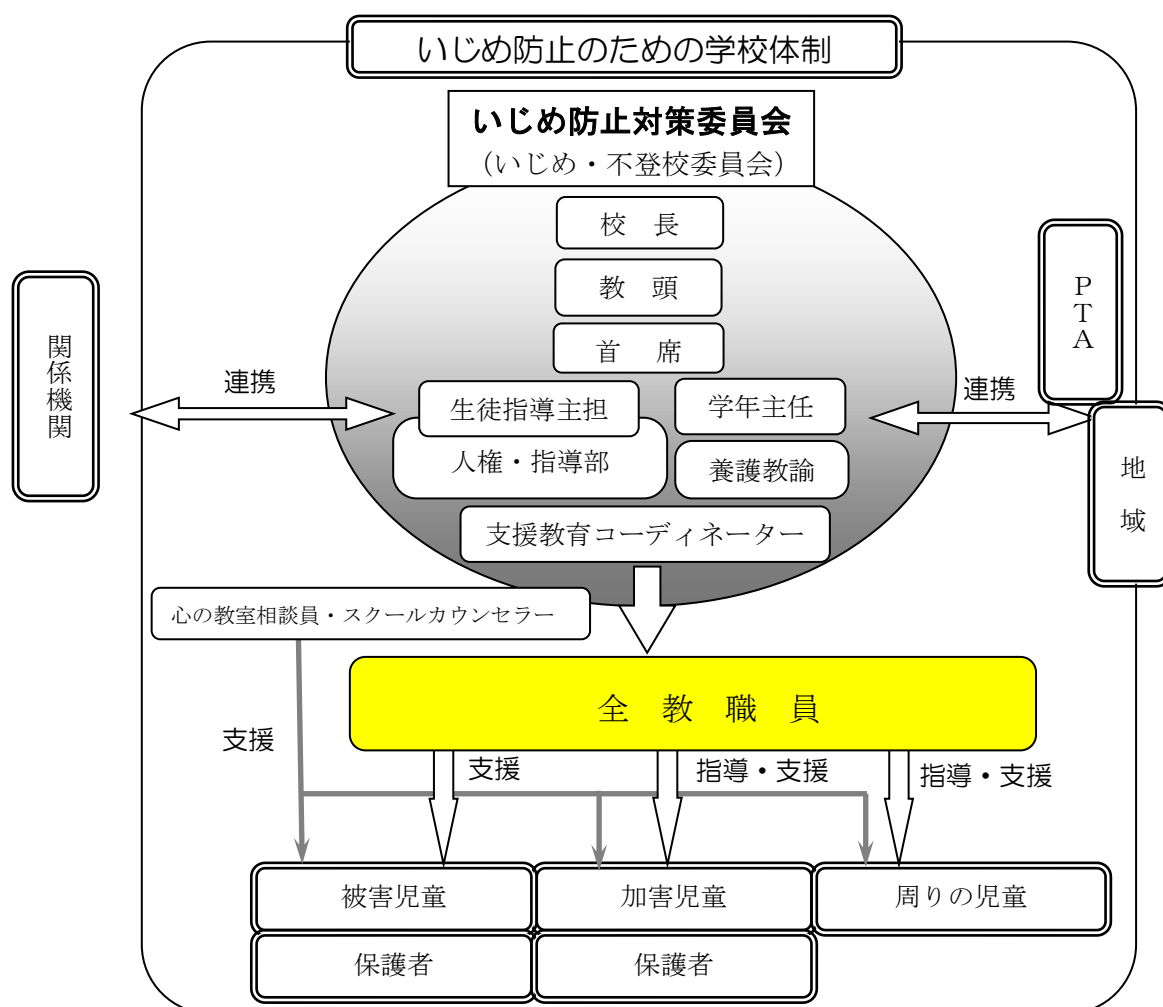 いじめ防止のための学校体制
いじめ防止対策委員会
(いじめ・不登校委員会)
校　長
教　頭
首　席
生徒指導主担
学年主任
人権・指導部
養護教諭
支援教育コーディネーター
関係機関
連携
連携
PTA
地域
心の教室相談員・スクールカウンセラー
全　教　職　員
支援
支援
指導・支援
指導・支援
被害児童
加害児童
周りの児童
保護者
保護者